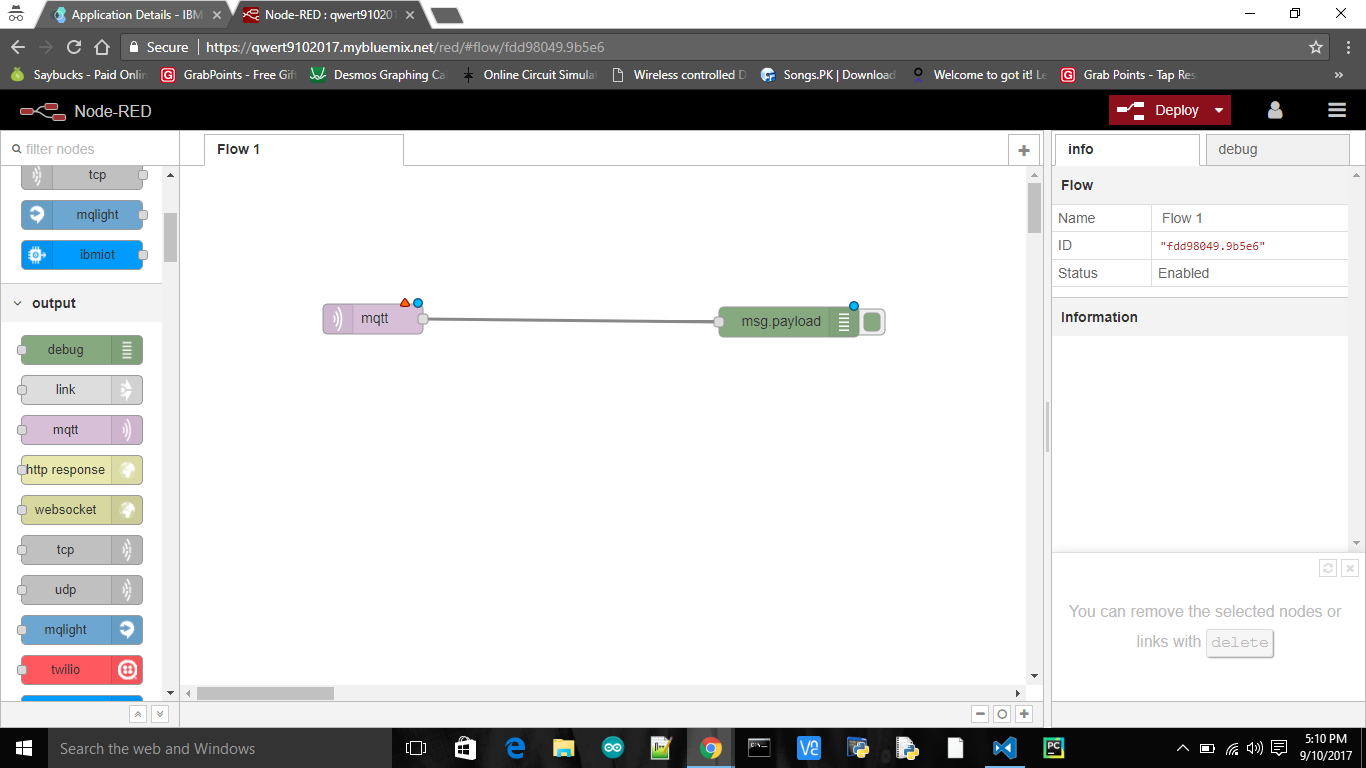 Application Details - IBM
Node-RED : qwert910201
Secure
https://qwert9102017.mybluemix.net/red/#flow/fdd98049.9b5e6
Saybucks - Paid Onlin
GrabPoints - Free Gif
Desmos Graphing Ca
Online Circuit Simula
Wireless controlled D
Songs.PK | Download
Welcome to got it! Le
Grab Points - Tap Res
»
Node-RED
Deploy
filter nodes
Flow 1
info
debug
tcp
mqlight
ibmiot
output
debug
link
mqtt
http response
websocket
tcp
udp
mqlight
twilio
mqtt
msg.payload
Flow
Name
Flow 1
ID
"fdd98049.9b5e6"
Status
Enabled
Information
You can remove the selected nodes or
links with delete
Search the web and Windows
5:10 PM
9/10/2017